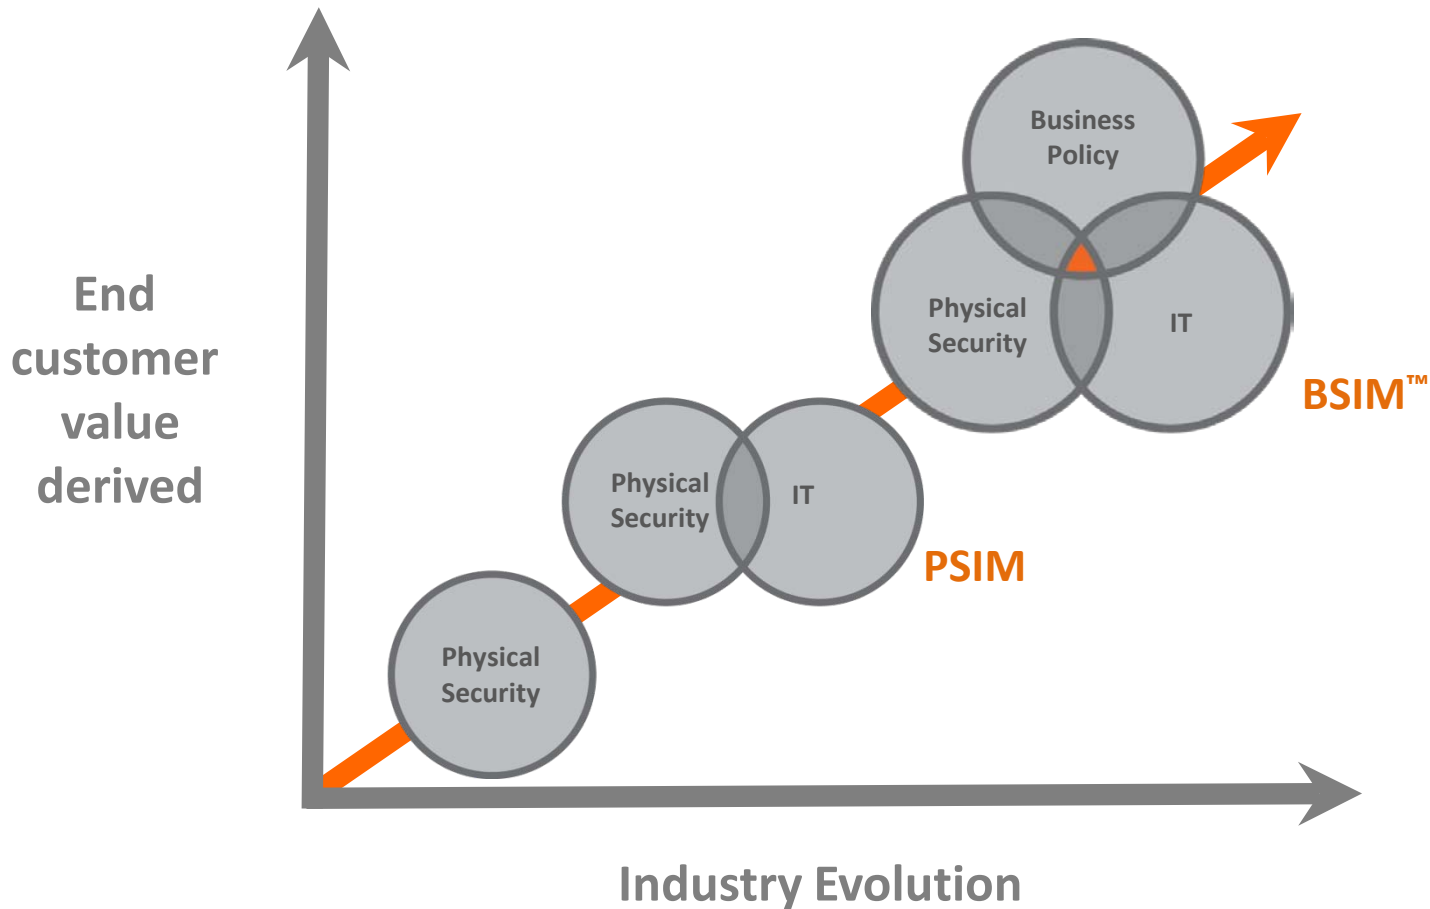 Business
Policy
Physical
Security
IT
BSIM™
End
customer
value
derived
Physical
Security
IT
PSIM
Physical
Security
Industry Evolution